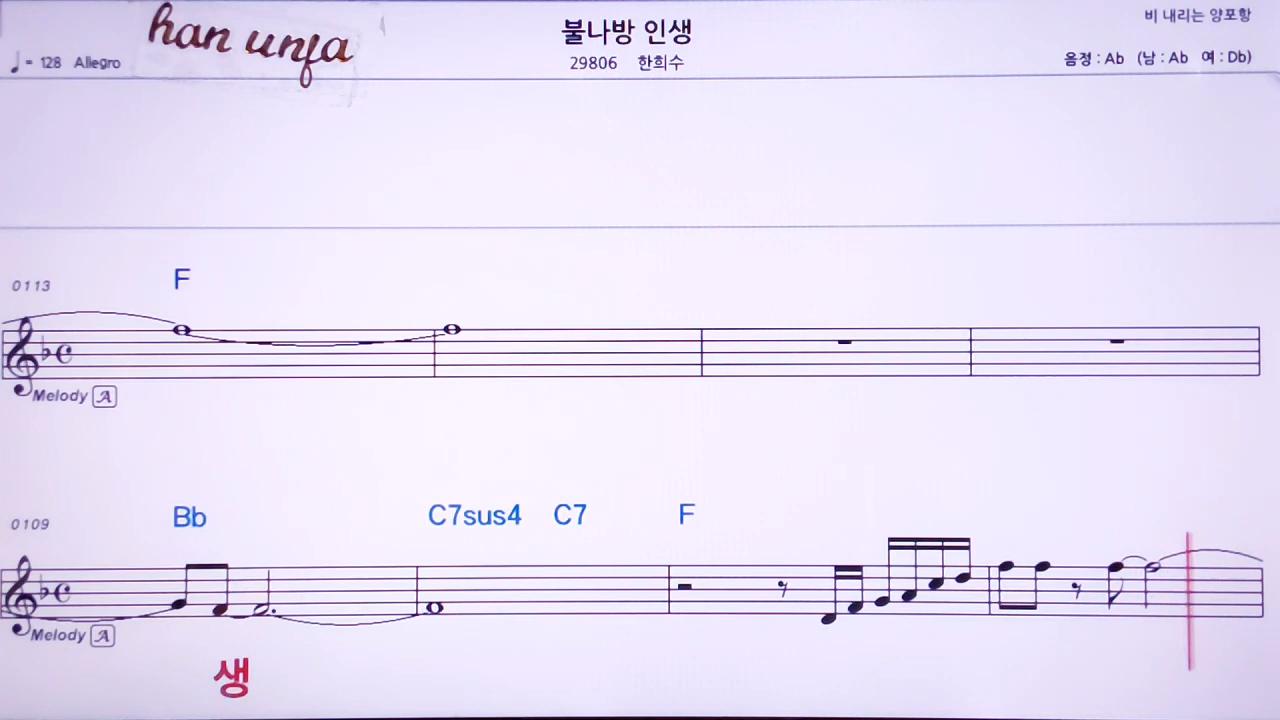 han unfa
불나방 인생
비 내리는 양포항
♩= 128 Allegro
29806 한희수
음정 : Ab (남 : Ab 여 : Db)
0113 F
Melody A
0109 Bb C7sus4 C7 F
Melody A
생